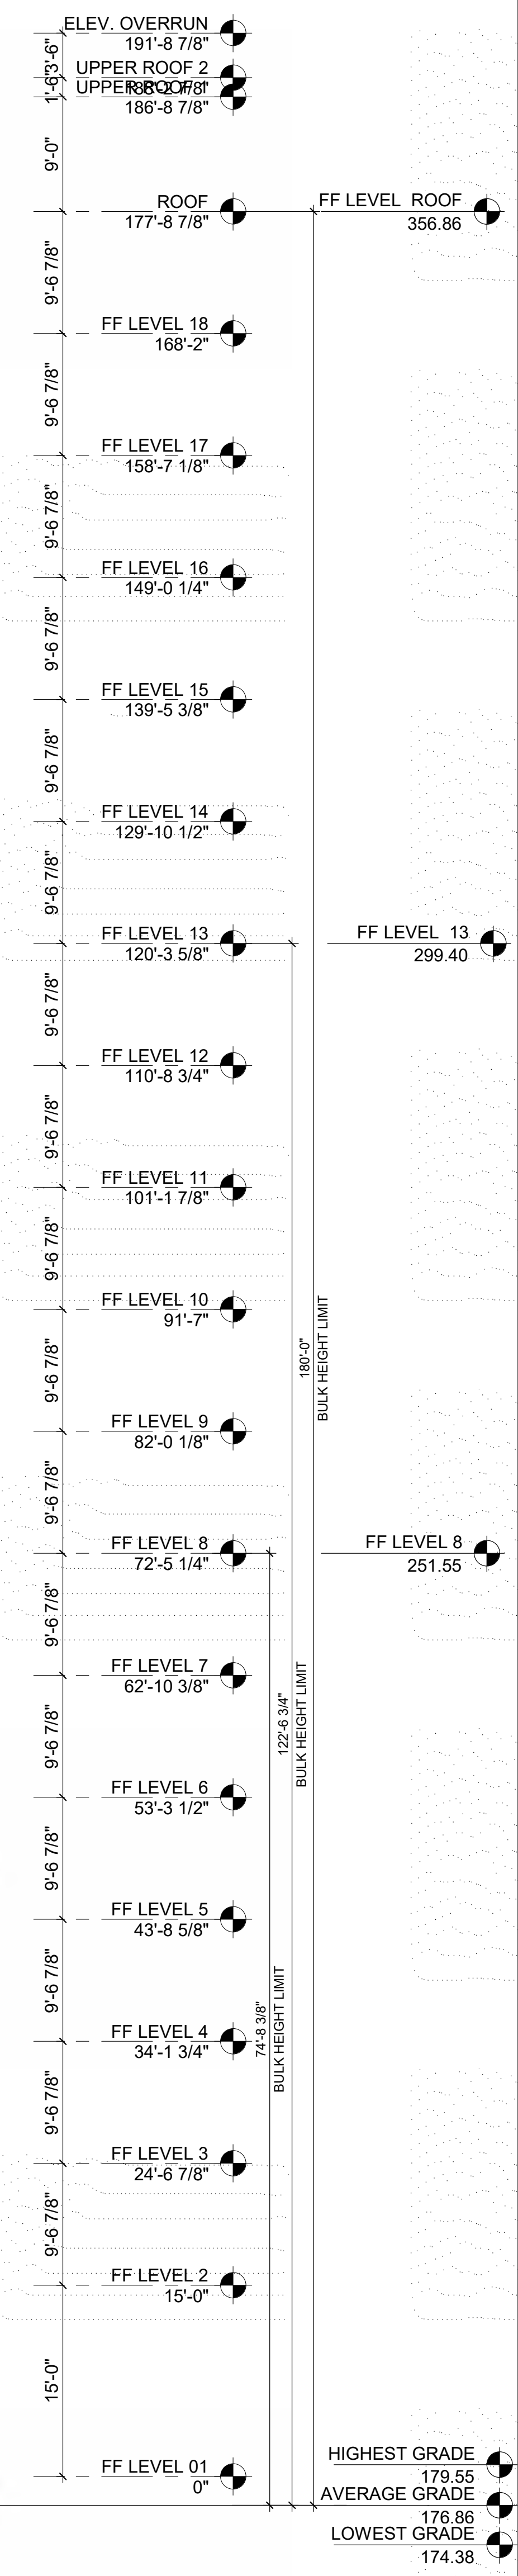 ELEV. OVERRUN
191'-8 7/8"
3'-6"
UPPER ROOF 2
188'-2 7/8"
1'-6"
UPPER ROOF 1
186'-8 7/8"
9'-0"
ROOF
177'-8 7/8"
FF LEVEL ROOF
356.86
9'-6 7/8"
FF LEVEL 18
168'-2"
9'-6 7/8"
FF LEVEL 17
158'-7 1/8"
9'-6 7/8"
FF LEVEL 16
149'-0 1/4"
9'-6 7/8"
FF LEVEL 15
139'-5 3/8"
9'-6 7/8"
FF LEVEL 14
129'-10 1/2"
9'-6 7/8"
FF LEVEL 13
120'-3 5/8"
FF LEVEL 13
299.40
9'-6 7/8"
FF LEVEL 12
110'-8 3/4"
9'-6 7/8"
FF LEVEL 11
101'-1 7/8"
9'-6 7/8"
FF LEVEL 10
91'-7"
180'-0"
BULK HEIGHT LIMIT
9'-6 7/8"
FF LEVEL 9
82'-0 1/8"
9'-6 7/8"
FF LEVEL 8
72'-5 1/4"
FF LEVEL 8
251.55
9'-6 7/8"
FF LEVEL 7
62'-10 3/8"
122'-6 3/4"
BULK HEIGHT LIMIT
9'-6 7/8"
FF LEVEL 6
53'-3 1/2"
9'-6 7/8"
FF LEVEL 5
43'-8 5/8"
9'-6 7/8"
74'-8 3/8"
BULK HEIGHT LIMIT
FF LEVEL 4
34'-1 3/4"
9'-6 7/8"
FF LEVEL 3
24'-6 7/8"
9'-6 7/8"
FF LEVEL 2
15'-0"
15'-0"
FF LEVEL 01
0"
HIGHEST GRADE
179.55
AVERAGE GRADE
176.86
LOWEST GRADE
174.38